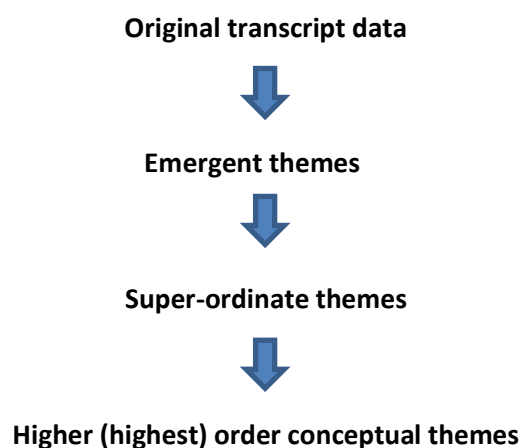 Original transcript data
Emergent themes
Super-ordinate themes
Higher (highest) order conceptual themes